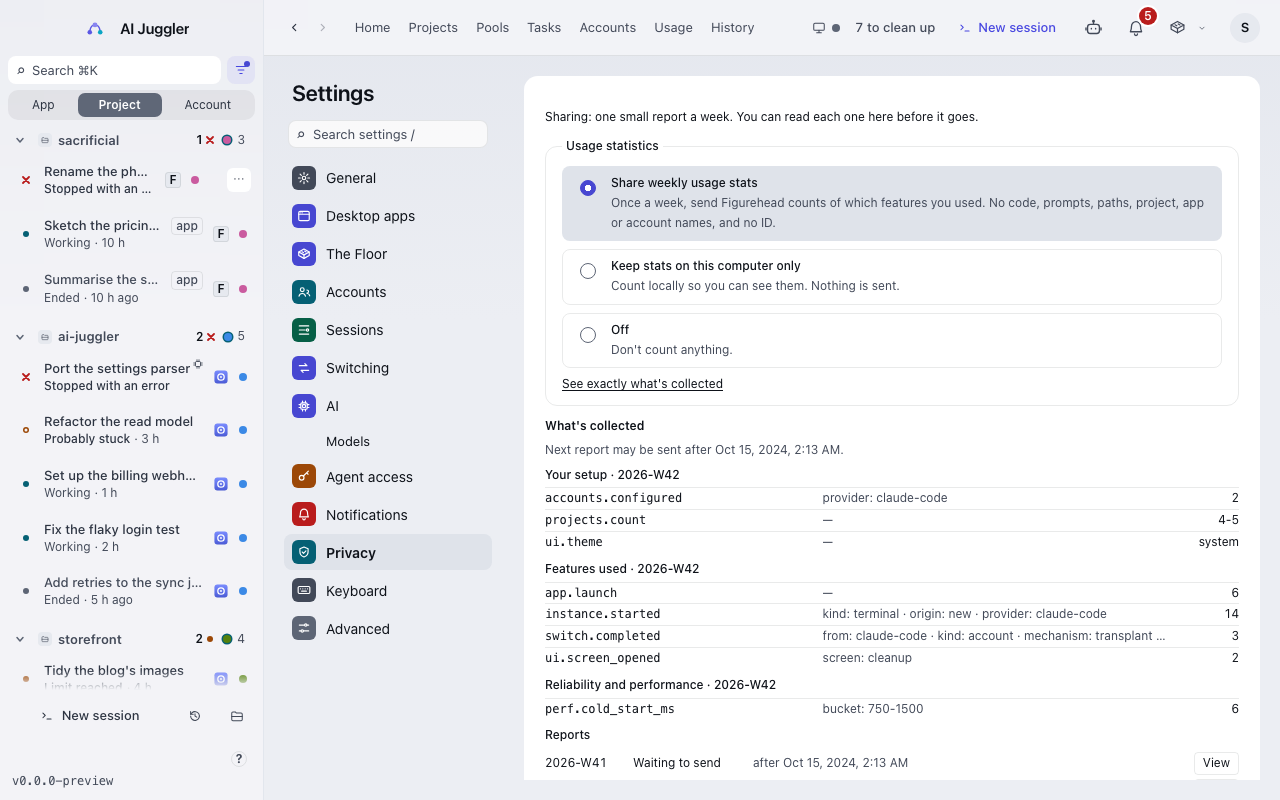 AI Juggler
Search ⌘K
App Project Account
sacrificial 1 3
Rename the ph... F
Stopped with an ...
Sketch the pricin... app F
Working · 10 h
Summarise the s... app F
Ended · 10 h ago
ai-juggler 2 5
Port the settings parser
Stopped with an error
Refactor the read model
Probably stuck · 3 h
Set up the billing webh...
Working · 1 h
Fix the flaky login test
Working · 2 h
Add retries to the sync j...
Ended · 5 h ago
storefront 2 4
Tidy the blog's images
Limit reached · 4 h
New session
?
v0.0.0-preview
Home Projects Pools Tasks Accounts Usage History 7 to clean up New session 5 S
Settings
Search settings /
General
Desktop apps
The Floor
Accounts
Sessions
Switching
AI
Models
Agent access
Notifications
Privacy
Keyboard
Advanced
Sharing: one small report a week. You can read each one here before it goes.
Usage statistics
Share weekly usage stats
Once a week, send Figurehead counts of which features you used. No code, prompts, paths, project, app
or account names, and no ID.
Keep stats on this computer only
Count locally so you can see them. Nothing is sent.
Off
Don't count anything.
See exactly what's collected
What's collected
Next report may be sent after Oct 15, 2024, 2:13 AM.
Your setup · 2026-W42
accounts.configured provider: claude-code 2
projects.count — 4-5
ui.theme — system
Features used · 2026-W42
app.launch — 6
instance.started kind: terminal · origin: new · provider: claude-code 14
switch.completed from: claude-code · kind: account · mechanism: transplant ... 3
ui.screen_opened screen: cleanup 2
Reliability and performance · 2026-W42
perf.cold_start_ms bucket: 750-1500 6
Reports
2026-W41 Waiting to send after Oct 15, 2024, 2:13 AM View